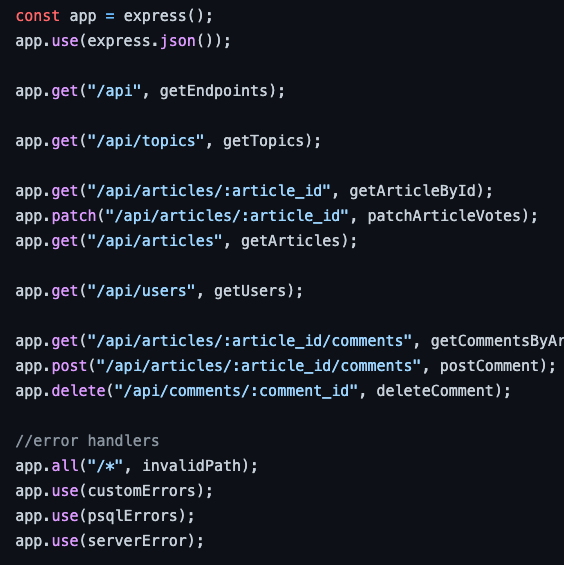 const app = express();
app.use(express.json());
app.get("/api", getEndpoints);
app.get("/api/topics", getTopics);
app.get("/api/articles/:article_id", getArticleById);
app.patch("/api/articles/:article_id", patchArticleVotes);
app.get("/api/articles", getArticles);
app.get("/api/users", getUsers);
app.get("/api/articles/:article_id/comments", getCommentsByAr
app.post("/api/articles/:article_id/comments", postComment);
app.delete("/api/comments/:comment_id", deleteComment);
//error handlers
app.all("/*", invalidPath);
app.use(customErrors);
app.use(psqlErrors);
app.use(serverError);